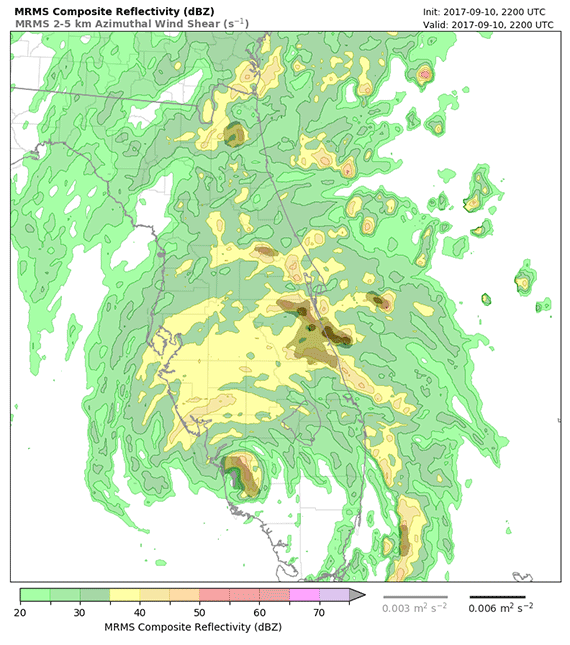 MRMS Composite Reflectivity (dBZ)
MRMS 2-5 km Azimuthal Wind Shear (s⁻¹)
Init: 2017-09-10, 2200 UTC
Valid: 2017-09-10, 2200 UTC
20 30 40 50 60 70
MRMS Composite Reflectivity (dBZ)
0.003 m² s⁻²
0.006 m² s⁻²